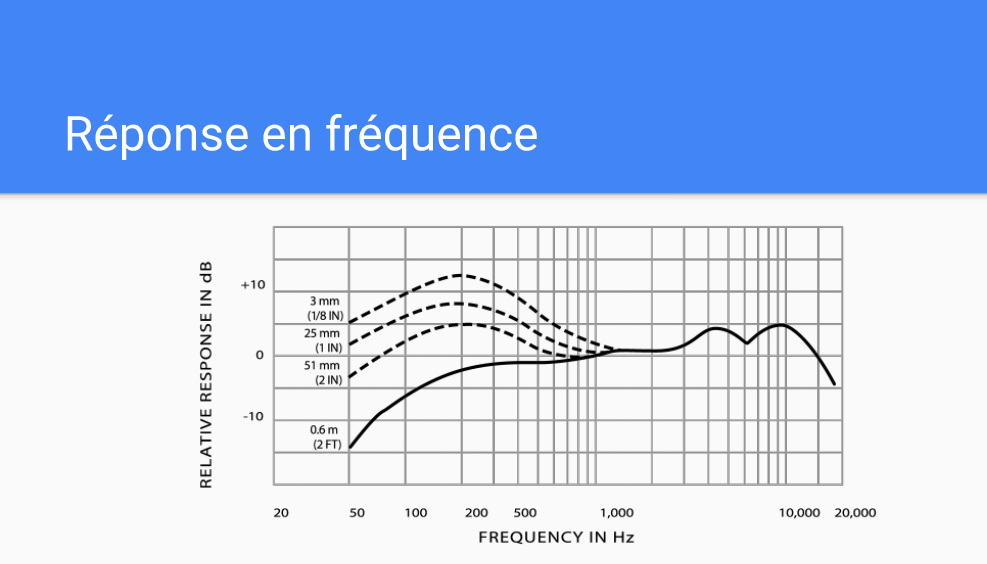 Réponse en fréquence
RELATIVE RESPONSE IN dB
+10
0
-10
3 mm
(1/8 IN)
25 mm
(1 IN)
51 mm
(2 IN)
0.6 m
(2 FT)
20 50 100 200 500 1,000 10,000 20,000
FREQUENCY IN Hz